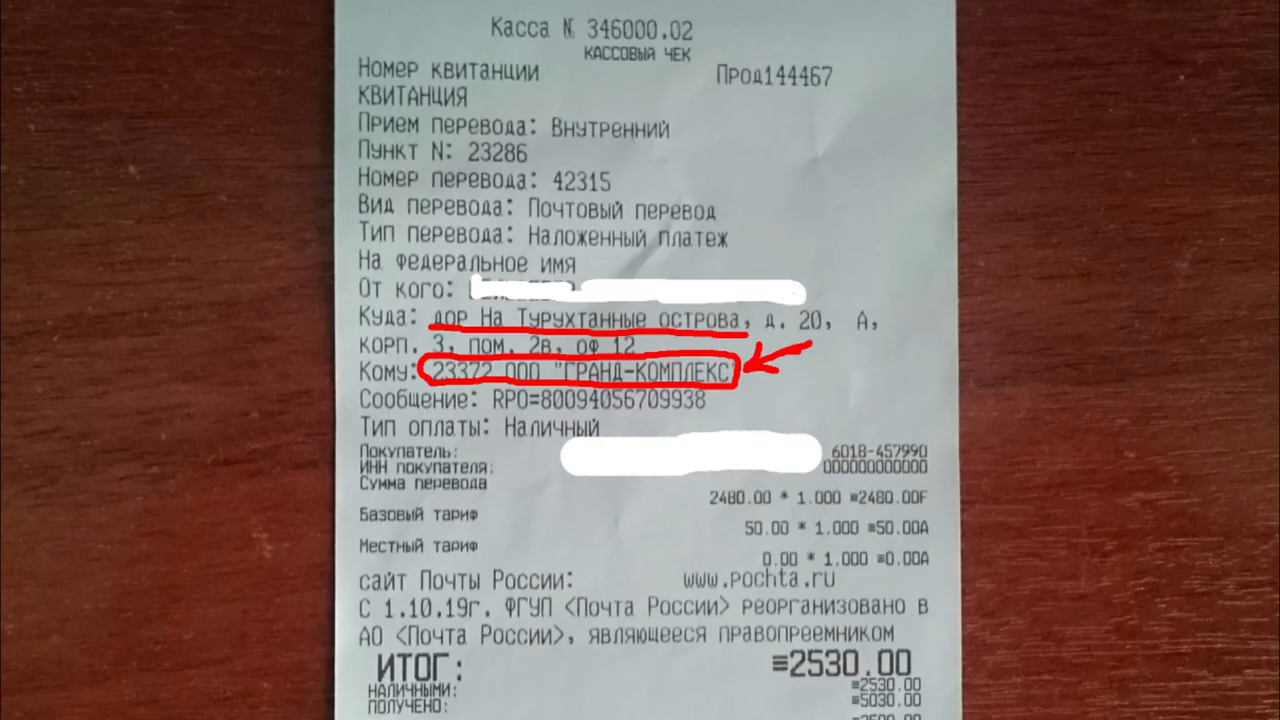 Касса № 346000.02
КАССОВЫЙ ЧЕК
Номер квитанции Прод144467
КВИТАНЦИЯ
Прием перевода: Внутренний
Пункт N: 23286
Номер перевода: 42315
Вид перевода: Почтовый перевод
Тип перевода: Наложенный платеж
На федеральное имя
От кого:
Куда: дор На Турухтанные острова, д. 20, А,
корп. 3, пом. 2в, оф 12
Кому: 23372 ООО "ГРАНД-КОМПЛЕКС"
Сообщение: RPO=80094056709938
Тип оплаты: Наличный
Покупатель: 6018-457990
ИНН покупателя: 000000000000
Сумма перевода
2480.00 * 1.000 ≡2480.00F
Базовый тариф
50.00 * 1.000 ≡50.00А
Местный тариф
0.00 * 1.000 ≡0.00А
сайт Почты России: www.pochta.ru
С 1.10.19г. ФГУП <Почта России> реорганизовано в
АО <Почта России>, являющееся правопреемником
ИТОГ: ≡2530.00
НАЛИЧНЫМИ: ≡2530.00
ПОЛУЧЕНО: ≡5030.00